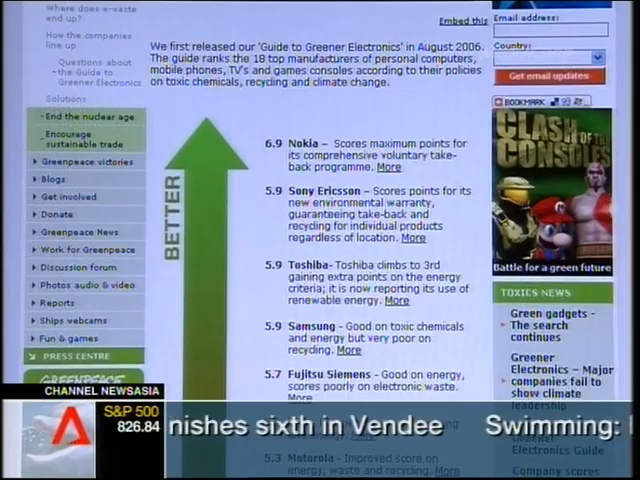 Where does e-waste
end up?
How the companies
line up
Questions about
the Guide to
Greener Electronics
Solutions
End the nuclear age
Encourage
sustainable trade
Greenpeace victories
Blogs
Get involved
Donate
Greenpeace News
Work for Greenpeace
Discussion forum
Photos audio & video
Reports
Ships webcams
Fun & games
PRESS CENTRE
GREENPEACE
Embed this
We first released our 'Guide to Greener Electronics' in August 2006.
The guide ranks the 18 top manufacturers of personal computers,
mobile phones, TV's and games consoles according to their policies
on toxic chemicals, recycling and climate change.
BETTER
6.9 Nokia – Scores maximum points for
its comprehensive voluntary take-
back programme. More
5.9 Sony Ericsson – Scores points for its
new environmental warranty,
guaranteeing take-back and
recycling for individual products
regardless of location. More
5.9 Toshiba- Toshiba climbs to 3rd
gaining extra points on the energy
criteria; it is now reporting its use of
renewable energy. More
5.9 Samsung - Good on toxic chemicals
and energy but very poor on
recycling. More
5.7 Fujitsu Siemens - Good on energy,
scores poorly on electronic waste.
More
5.3 Motorola - Improved score on
energy, waste and recycling. More
Email address:
Country:
Get email updates
BOOKMARK
CLASH OF THE
CONSOLES
Battle for a green future
TOXICS NEWS
Green gadgets -
The search
continues
Greener
Electronics – Major
companies fail to
show climate
leadership
Greener
Electronics Guide
Company scores
CHANNEL NEWSASIA
S&P 500
826.84
nishes sixth in Vendee Swimming: